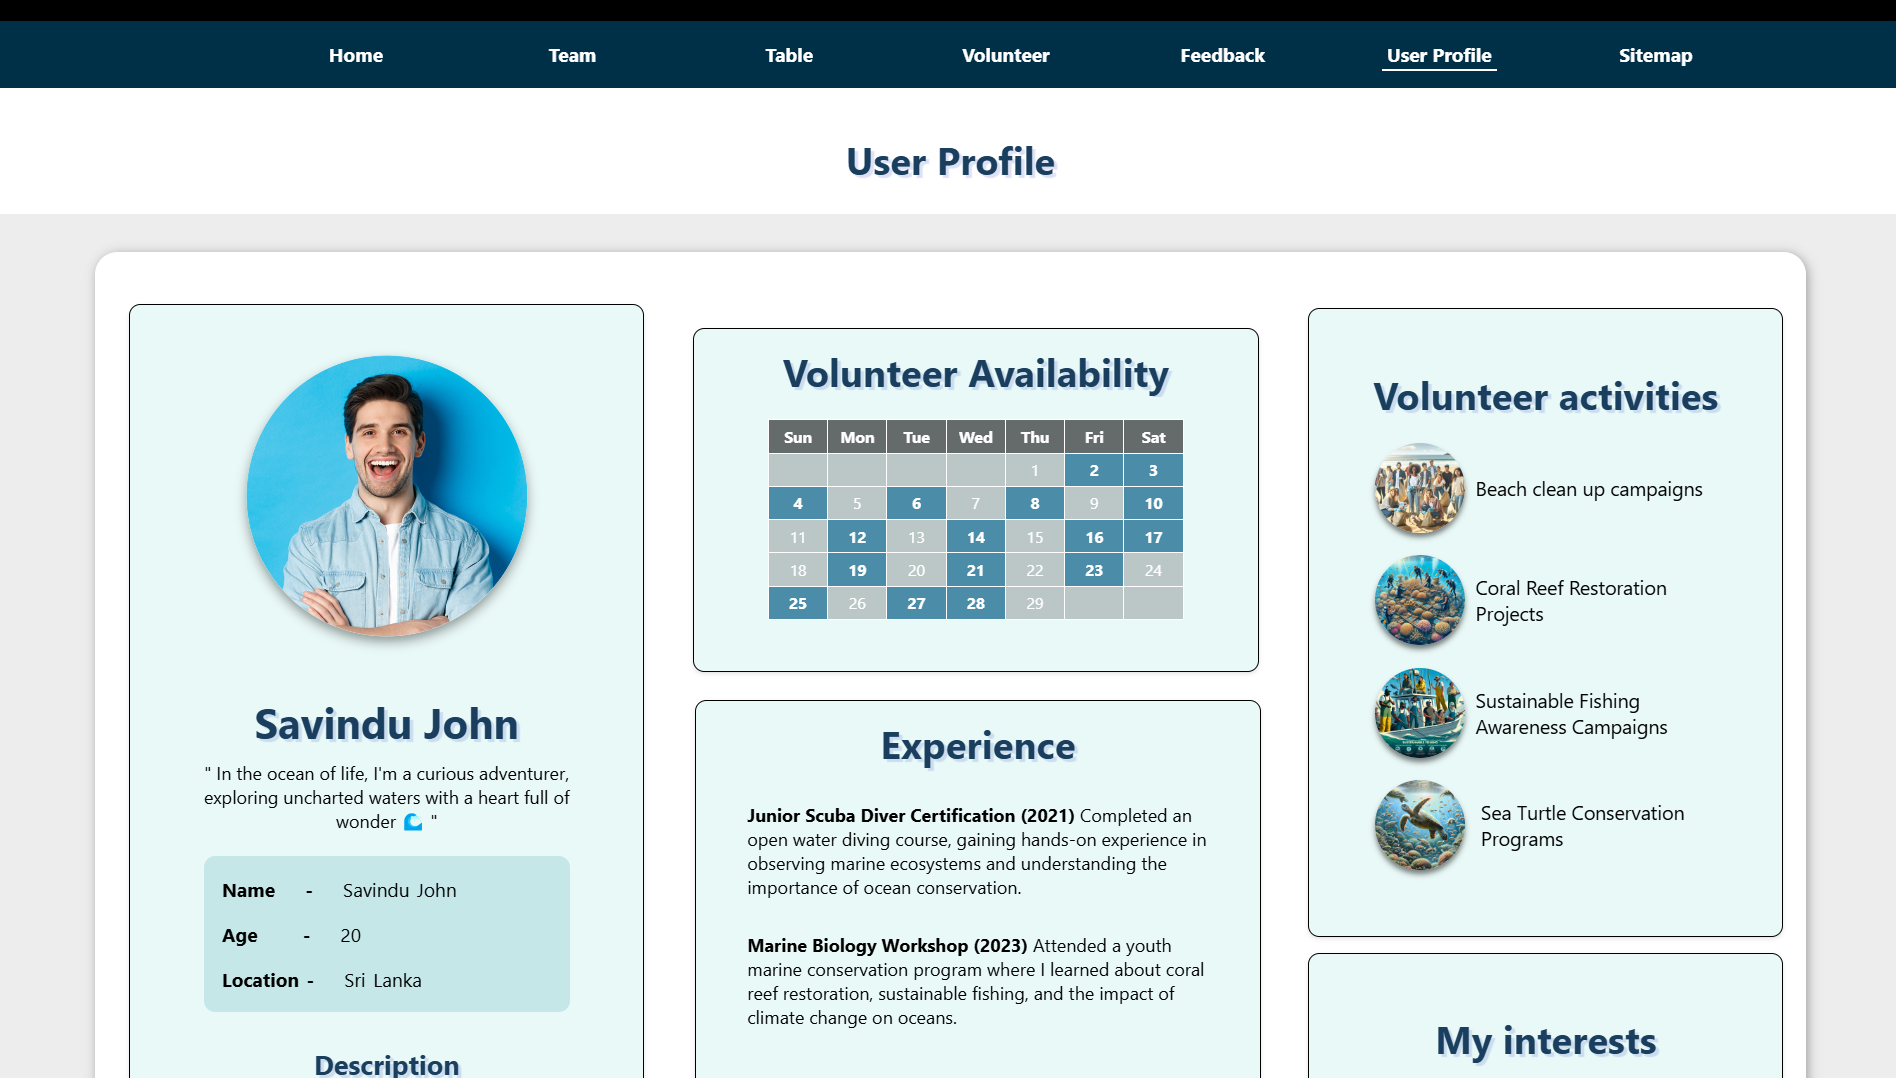 Home Team Table Volunteer Feedback User Profile Sitemap
User Profile
Savindu John
" In the ocean of life, I'm a curious adventurer,
exploring uncharted waters with a heart full of
wonder 🌊 "
Name - Savindu John
Age - 20
Location - Sri Lanka
Description
Volunteer Availability
Sun Mon Tue Wed Thu Fri Sat
1 2 3
4 5 6 7 8 9 10
11 12 13 14 15 16 17
18 19 20 21 22 23 24
25 26 27 28 29
Experience
Junior Scuba Diver Certification (2021) Completed an
open water diving course, gaining hands-on experience in
observing marine ecosystems and understanding the
importance of ocean conservation.
Marine Biology Workshop (2023) Attended a youth
marine conservation program where I learned about coral
reef restoration, sustainable fishing, and the impact of
climate change on oceans.
Volunteer activities
Beach clean up campaigns
Coral Reef Restoration
Projects
Sustainable Fishing
Awareness Campaigns
Sea Turtle Conservation
Programs
My interests